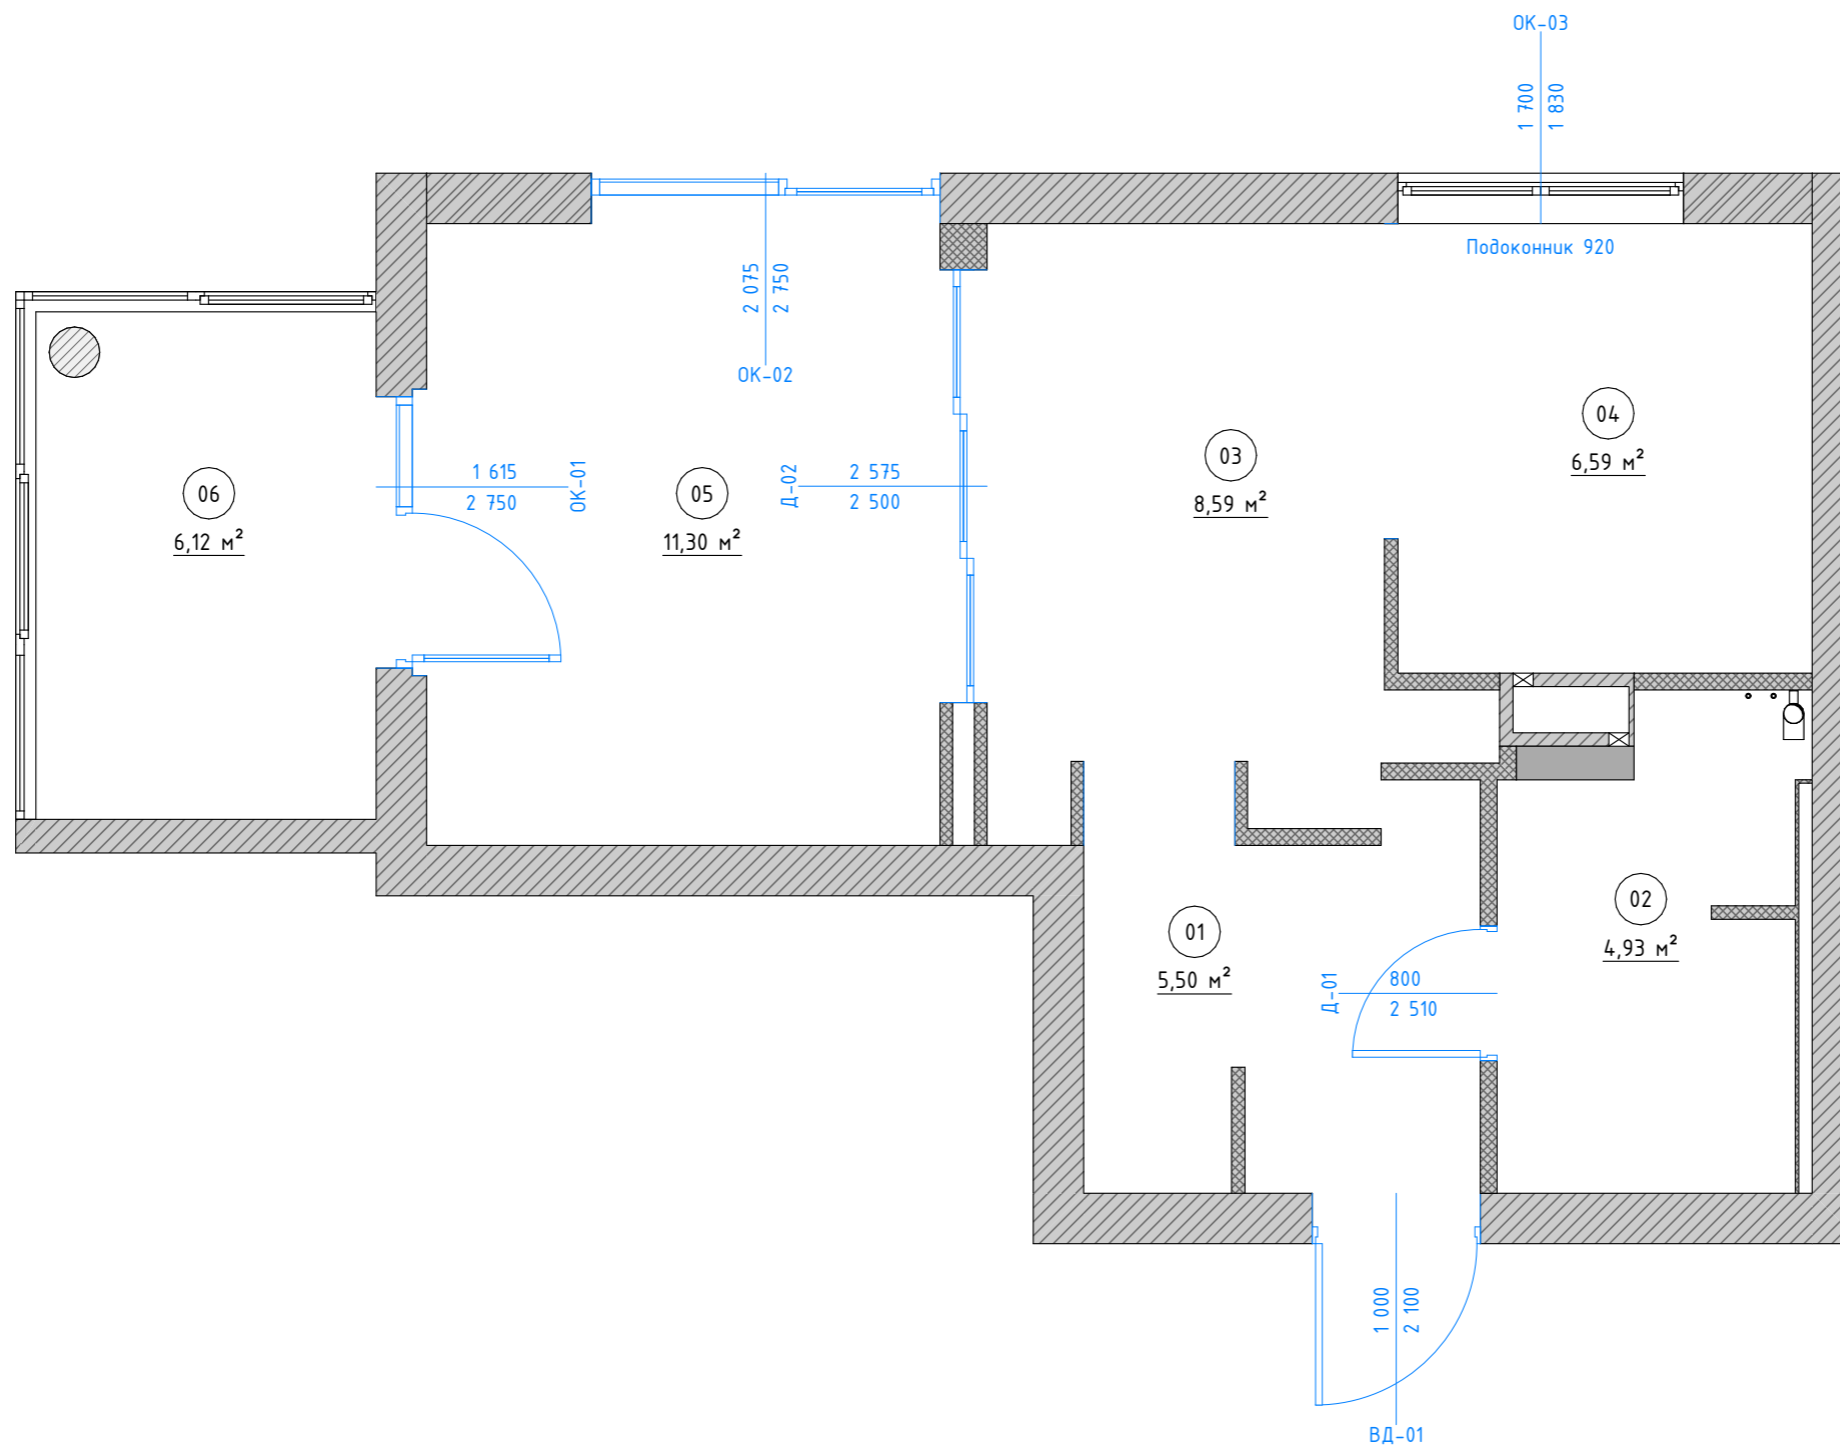 ОК-03
1 700
1 830
Подоконник 920
2 075
2 750
ОК-02
04
6,59 м²
03
8,59 м²
1 615
2 750
ОК-01
Д-02
2 575
2 500
06
6,12 м²
05
11,30 м²
02
4,93 м²
01
5,50 м²
Д-01
800
2 510
1 000
2 100
ВД-01